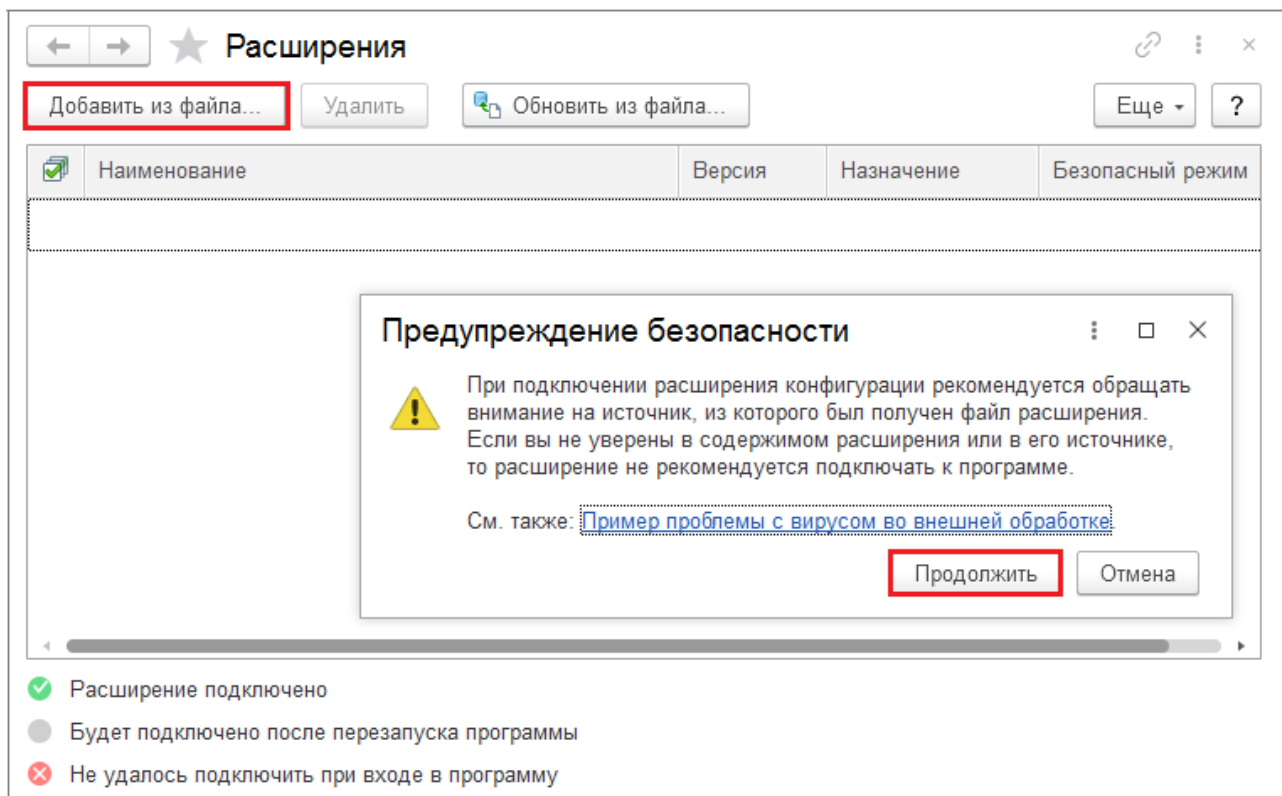 Расширения
Добавить из файла...
Удалить
Обновить из файла...
Еще
?
Наименование
Версия
Назначение
Безопасный режим
Предупреждение безопасности
При подключении расширения конфигурации рекомендуется обращать
внимание на источник, из которого был получен файл расширения.
Если вы не уверены в содержимом расширения или в его источнике,
то расширение не рекомендуется подключать к программе.
См. также: Пример проблемы с вирусом во внешней обработке.
Продолжить
Отмена
Расширение подключено
Будет подключено после перезапуска программы
Не удалось подключить при входе в программу